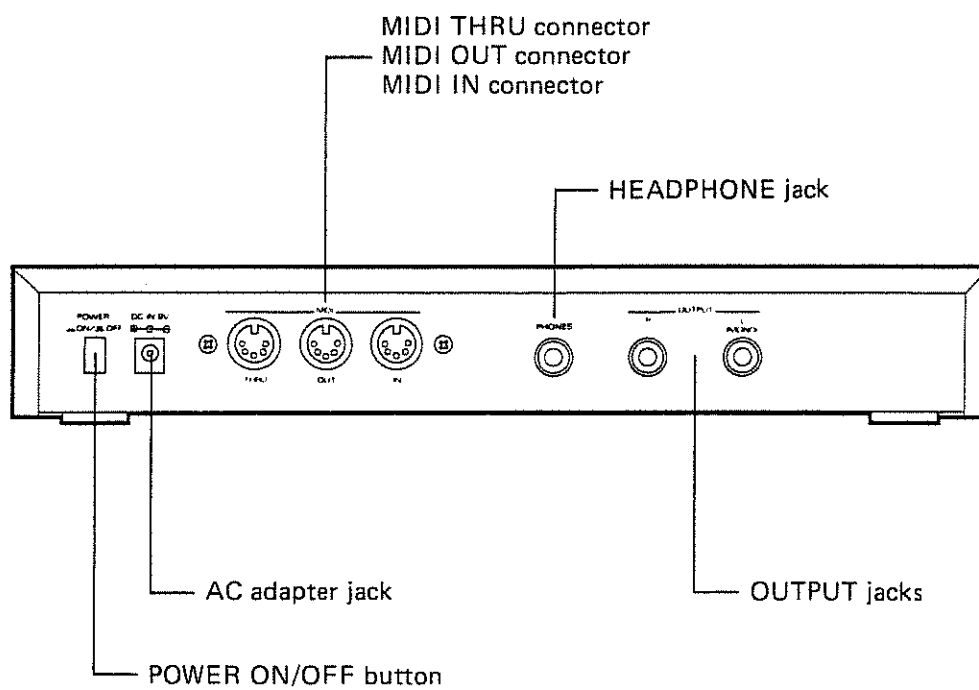 MIDI THRU connector
MIDI OUT connector
MIDI IN connector
HEADPHONE jack
POWER
ON/OFF
DC IN 9V
MIDI
THRU
OUT
IN
PHONES
OUTPUT
R
L
/MONO
AC adapter jack
OUTPUT jacks
POWER ON/OFF button